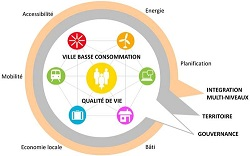 Accessibilité
Energie
VILLE BASSE CONSOMMATION
Mobilité
Planification
QUALITÉ DE VIE
INTEGRATION
MULTI-NIVEAUX
TERRITOIRE
GOUVERNANCE
Economie locale
Bâti